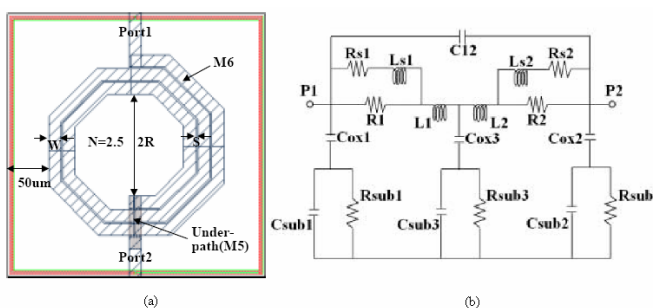 Port1
M6
W
N=2.5
2R
S
50um
Under-
path(M5)
Port2
(a)
C12
Rs1
Ls1
Ls2
Rs2
P1
P2
R1
L1
L2
R2
Cox1
Cox3
Cox2
Rsub1
Rsub3
Rsub
Csub1
Csub3
Csub2
(b)